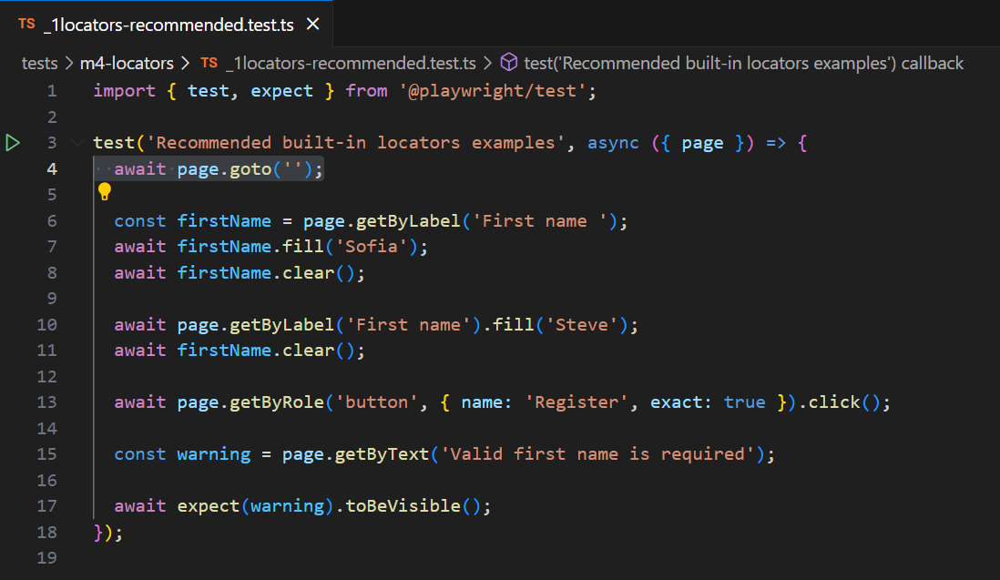 TS _1locators-recommended.test.ts ×
tests > m4-locators > TS _1locators-recommended.test.ts > test('Recommended built-in locators examples') callback
1 import { test, expect } from '@playwright/test';
2
3 test('Recommended built-in locators examples', async ({ page }) => {
4 await page.goto('');
5
6 const firstName = page.getByLabel('First name ');
7 await firstName.fill('Sofia');
8 await firstName.clear();
9
10 await page.getByLabel('First name').fill('Steve');
11 await firstName.clear();
12
13 await page.getByRole('button', { name: 'Register', exact: true }).click();
14
15 const warning = page.getByText('Valid first name is required');
16
17 await expect(warning).toBeVisible();
18 });
19